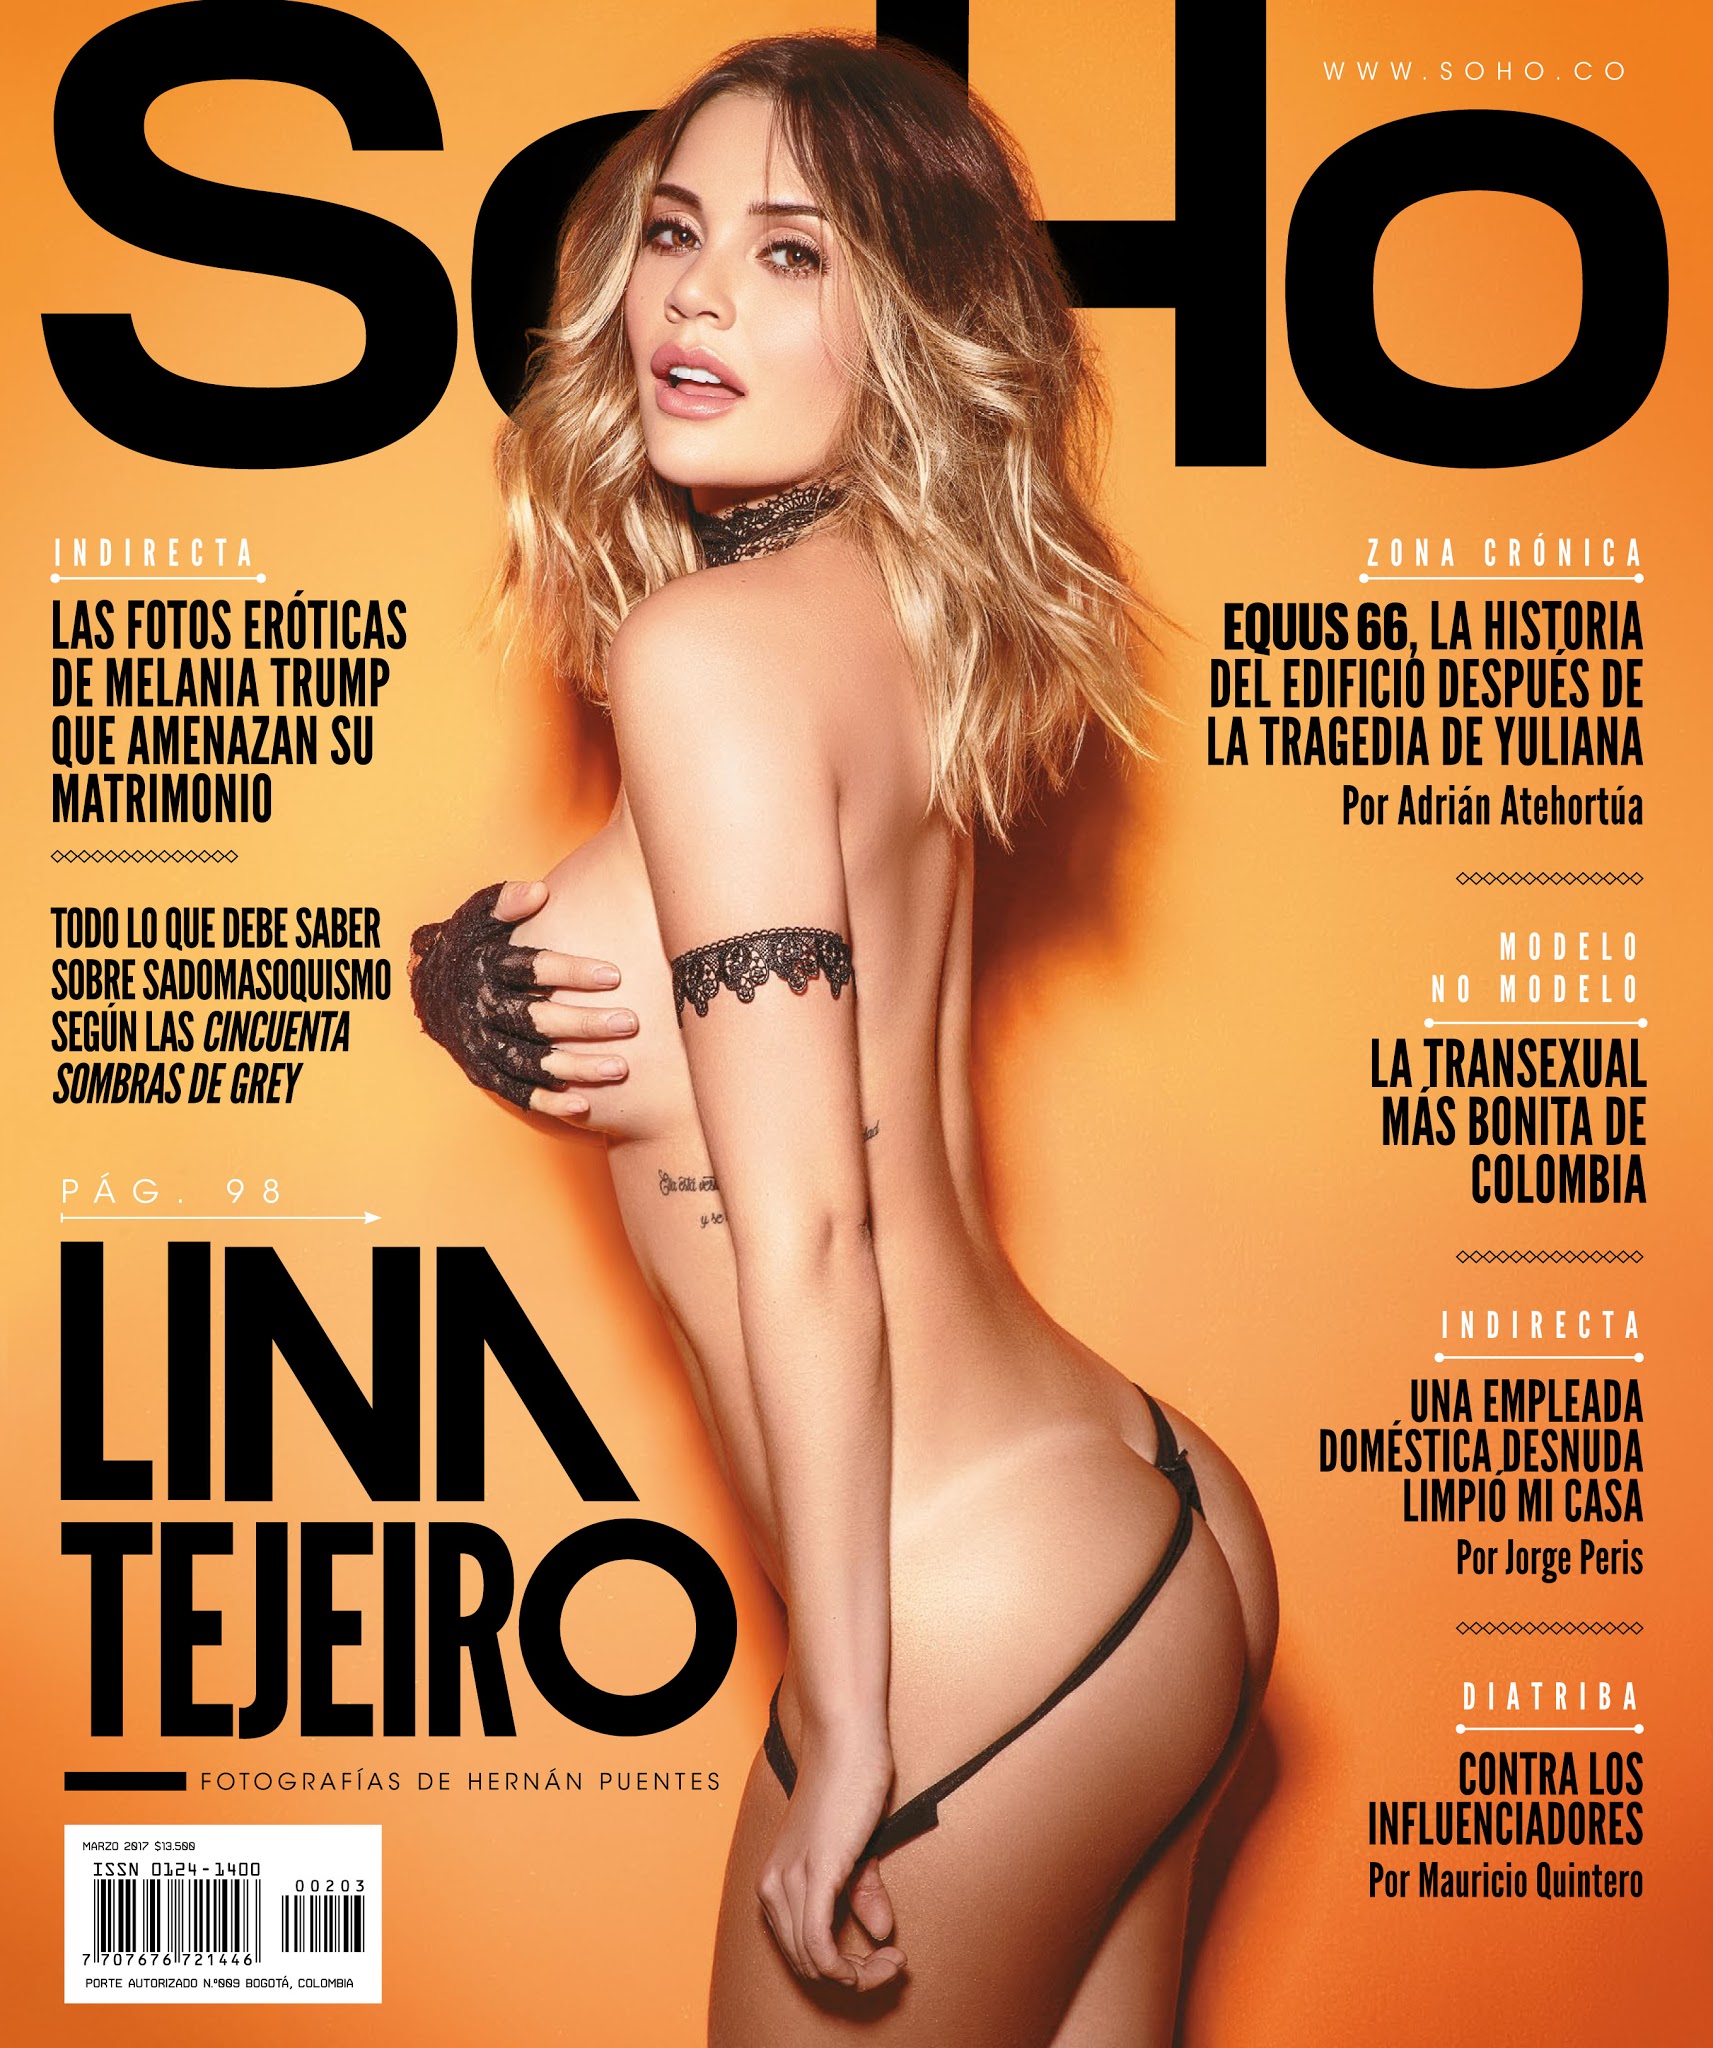 SoHo
WWW.SOHO.CO
INDIRECTA
LAS FOTOS ERÓTICAS
DE MELANIA TRUMP
QUE AMENAZAN SU
MATRIMONIO
TODO LO QUE DEBE SABER
SOBRE SADOMASOQUISMO
SEGÚN LAS CINCUENTA
SOMBRAS DE GREY
PÁG. 98
LINA
TEJEIRO
FOTOGRAFÍAS DE HERNÁN PUENTES
MARZO 2017 $13.500
ISSN 0124-1400
00203
7 707676 721446
PORTE AUTORIZADO N.º009 BOGOTÁ, COLOMBIA
ZONA CRÓNICA
EQUUS 66, LA HISTORIA
DEL EDIFICIO DESPUÉS DE
LA TRAGEDIA DE YULIANA
Por Adrián Atehortúa
MODELO
NO MODELO
LA TRANSEXUAL
MÁS BONITA DE
COLOMBIA
INDIRECTA
UNA EMPLEADA
DOMÉSTICA DESNUDA
LIMPIÓ MI CASA
Por Jorge Peris
DIATRIBA
CONTRA LOS
INFLUENCIADORES
Por Mauricio Quintero
Ella está
y se